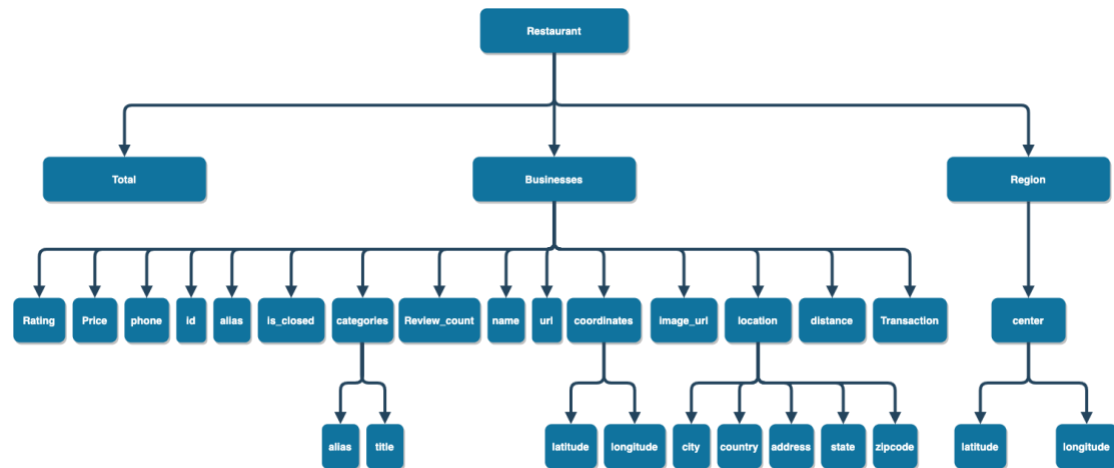 Restaurant
Total
Businesses
Region
Rating
Price
phone
id
alias
is_closed
categories
Review_count
name
url
coordinates
image_url
location
distance
Transaction
center
alias
title
latitude
longitude
city
country
address
state
zipcode
latitude
longitude